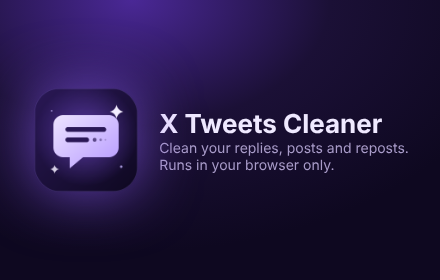 X Tweets Cleaner
Clean your replies, posts and reposts.
Runs in your browser only.